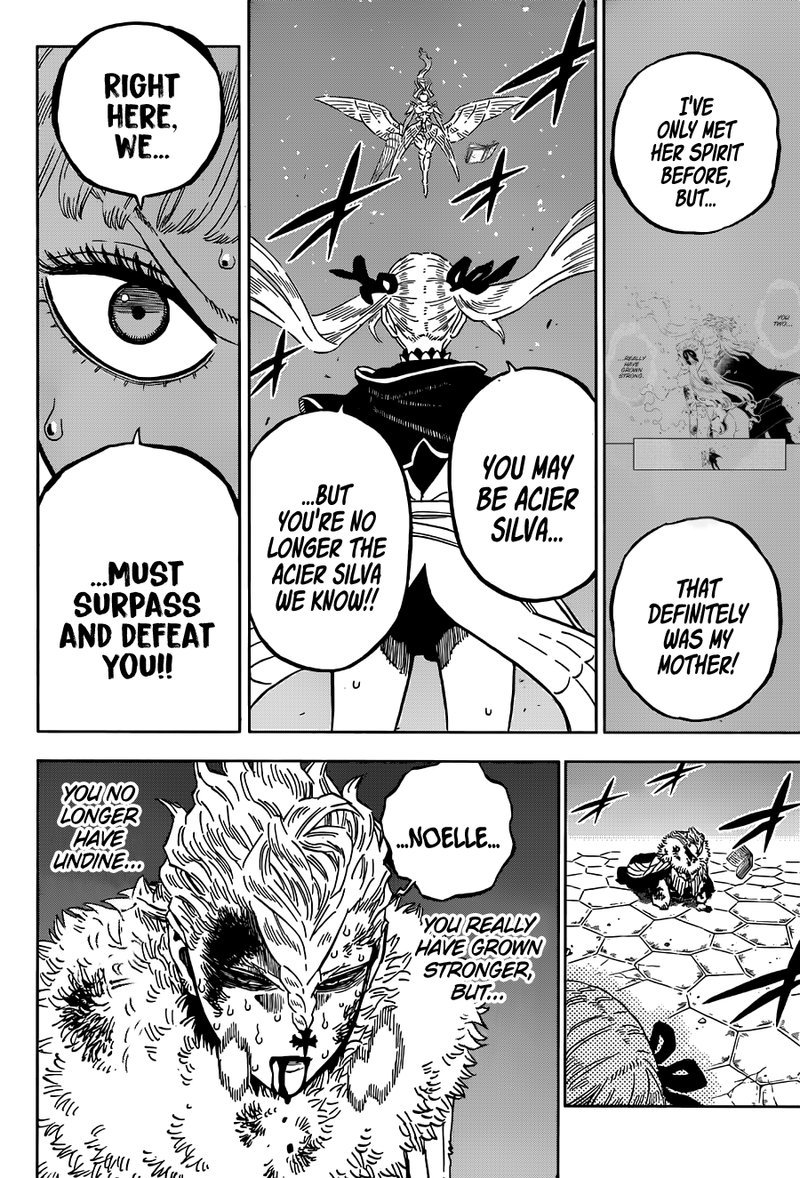 I'VE
ONLY MET
HER SPIRIT
BEFORE,
BUT...
YOU
TWO...
...REALLY
HAVE
GROWN
STRONG.
THAT
DEFINITELY
WAS MY
MOTHER!
YOU MAY
BE ACIER
SILVA...
...BUT
YOU'RE NO
LONGER THE
ACIER SILVA
WE KNOW!!
RIGHT
HERE,
WE...
...MUST
SURPASS
AND DEFEAT
YOU!!
...NOELLE...
YOU REALLY
HAVE GROWN
STRONGER,
BUT...
YOU NO
LONGER
HAVE
UNDINE...